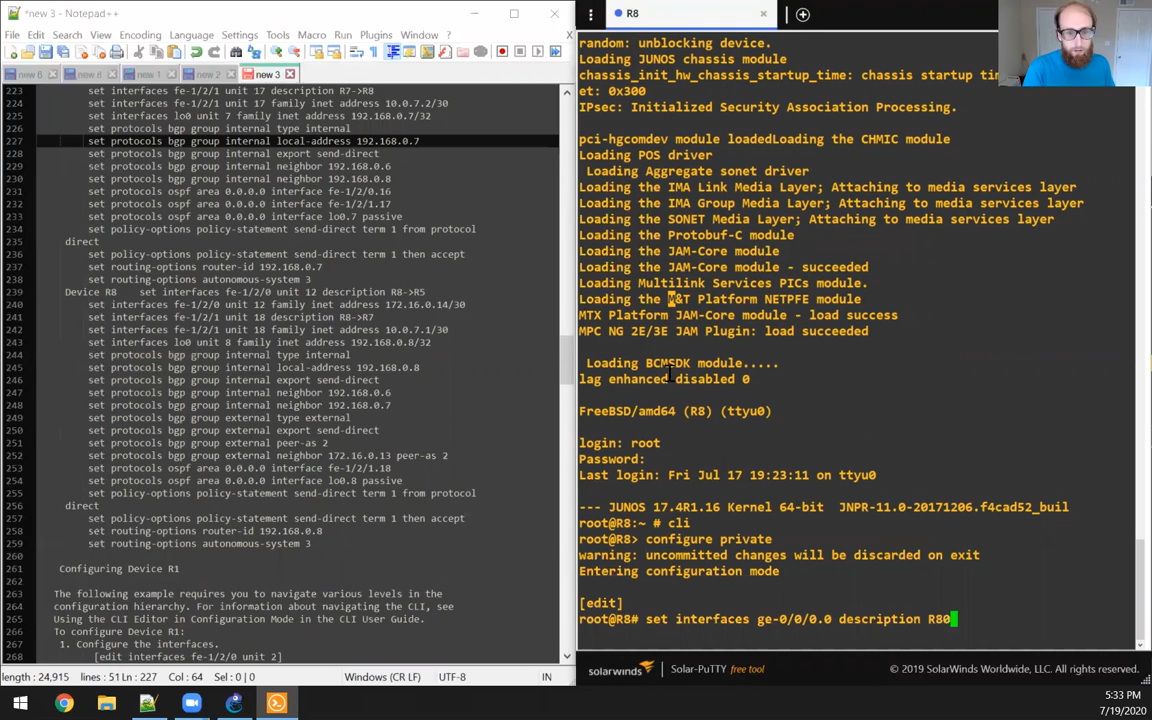 *new 3 - Notepad++
File Edit Search View Encoding Language Settings Tools Macro Run Plugins Window ?
new 6 new 8 new 1 new 2 new 3
223 set interfaces fe-1/2/1 unit 17 description R7->R8
224 set interfaces fe-1/2/1 unit 17 family inet address 10.0.7.2/30
225 set interfaces lo0 unit 7 family inet address 192.168.0.7/32
226 set protocols bgp group internal type internal
227 set protocols bgp group internal local-address 192.168.0.7
228 set protocols bgp group internal export send-direct
229 set protocols bgp group internal neighbor 192.168.0.6
230 set protocols bgp group internal neighbor 192.168.0.8
231 set protocols ospf area 0.0.0.0 interface fe-1/2/0.16
232 set protocols ospf area 0.0.0.0 interface fe-1/2/1.17
233 set protocols ospf area 0.0.0.0 interface lo0.7 passive
234 set policy-options policy-statement send-direct term 1 from protocol
235 direct
236 set policy-options policy-statement send-direct term 1 then accept
237 set routing-options router-id 192.168.0.7
238 set routing-options autonomous-system 3
239 Device R8 set interfaces fe-1/2/0 unit 12 description R8->R5
240 set interfaces fe-1/2/0 unit 12 family inet address 172.16.0.14/30
241 set interfaces fe-1/2/1 unit 18 description R8->R7
242 set interfaces fe-1/2/1 unit 18 family inet address 10.0.7.1/30
243 set interfaces lo0 unit 8 family inet address 192.168.0.8/32
244 set protocols bgp group internal type internal
245 set protocols bgp group internal local-address 192.168.0.8
246 set protocols bgp group internal export send-direct
247 set protocols bgp group internal neighbor 192.168.0.6
248 set protocols bgp group internal neighbor 192.168.0.7
249 set protocols bgp group external type external
250 set protocols bgp group external export send-direct
251 set protocols bgp group external peer-as 2
252 set protocols bgp group external neighbor 172.16.0.13 peer-as 2
253 set protocols ospf area 0.0.0.0 interface fe-1/2/1.18
254 set protocols ospf area 0.0.0.0 interface lo0.8 passive
255 set policy-options policy-statement send-direct term 1 from protocol
256 direct
257 set policy-options policy-statement send-direct term 1 then accept
258 set routing-options router-id 192.168.0.8
259 set routing-options autonomous-system 3
260
261 Configuring Device R1
262
263 The following example requires you to navigate various levels in the
264 configuration hierarchy. For information about navigating the CLI, see
265 Using the CLI Editor in Configuration Mode in the CLI User Guide.
266 To configure Device R1:
267 1. Configure the interfaces.
268 [edit interfaces fe-1/2/0 unit 2]
length : 24,915 lines : 51 Ln : 227 Col : 64 Sel : 0 | 0 Windows (CR LF) UTF-8 IN
R8
random: unblocking device.
Loading JUNOS chassis module
chassis_init_hw_chassis_startup_time: chassis startup tim
et: 0x300
IPsec: Initialized Security Association Processing.
pci-hgcomdev module loadedLoading the CHMIC module
Loading POS driver
Loading Aggregate sonet driver
Loading the IMA Link Media Layer; Attaching to media services layer
Loading the IMA Group Media Layer; Attaching to media services layer
Loading the SONET Media Layer; Attaching to media services layer
Loading the Protobuf-C module
Loading the JAM-Core module
Loading the JAM-Core module - succeeded
Loading Multilink Services PICs module.
Loading the M&T Platform NETPFE module
MTX Platform JAM-Core module - load success
MPC NG 2E/3E JAM Plugin: load succeeded
Loading BCMSDK module.....
lag enhanced disabled 0
FreeBSD/amd64 (R8) (ttyu0)
login: root
Password:
Last login: Fri Jul 17 19:23:11 on ttyu0
--- JUNOS 17.4R1.16 Kernel 64-bit JNPR-11.0-20171206.f4cad52_buil
root@R8:~ # cli
root@R8> configure private
warning: uncommitted changes will be discarded on exit
Entering configuration mode
[edit]
root@R8# set interfaces ge-0/0/0.0 description R80
solarwinds Solar-PuTTY free tool © 2019 SolarWinds Worldwide, LLC. All rights reserved.
5:33 PM
7/19/2020